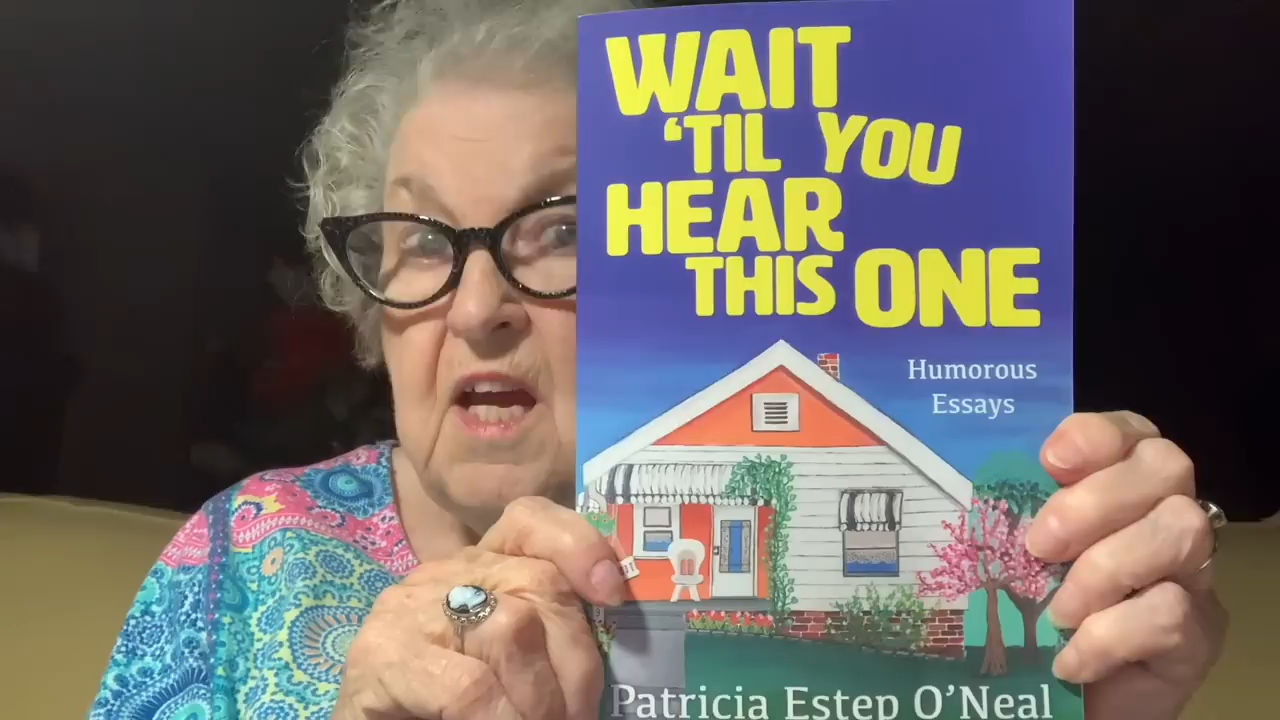 WAIT
‘TIL YOU
HEAR
THIS ONE
Humorous
Essays
Patricia Estep O'Neal